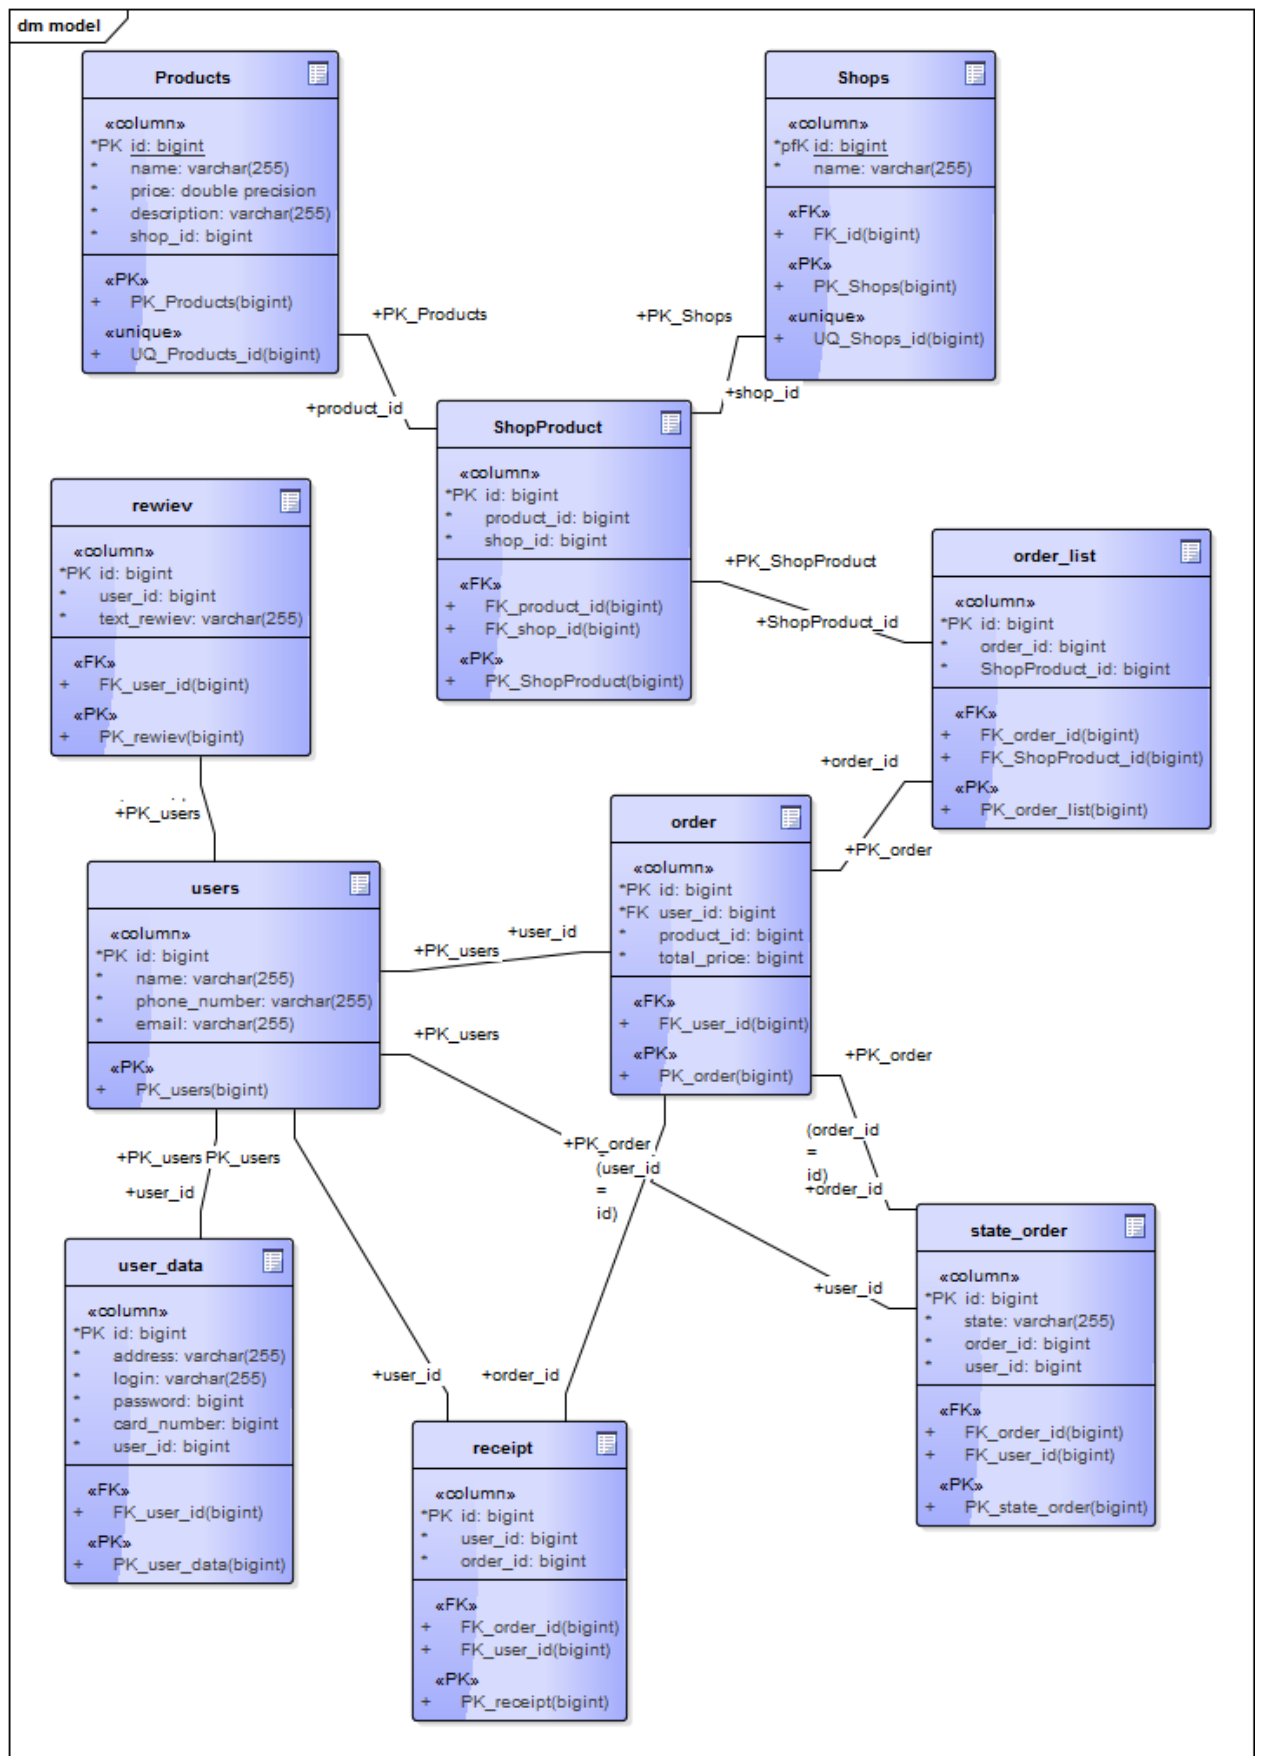 dm model
Products
«column»
*PK id: bigint
* name: varchar(255)
* price: double precision
* description: varchar(255)
* shop_id: bigint
«PK»
+ PK_Products(bigint)
«unique»
+ UQ_Products_id(bigint)
Shops
«column»
*pfK id: bigint
* name: varchar(255)
«FK»
+ FK_id(bigint)
«PK»
+ PK_Shops(bigint)
«unique»
+ UQ_Shops_id(bigint)
+PK_Products
+PK_Shops
+product_id
+shop_id
ShopProduct
«column»
*PK id: bigint
* product_id: bigint
* shop_id: bigint
«FK»
+ FK_product_id(bigint)
+ FK_shop_id(bigint)
«PK»
+ PK_ShopProduct(bigint)
rewiev
«column»
*PK id: bigint
* user_id: bigint
* text_rewiev: varchar(255)
«FK»
+ FK_user_id(bigint)
«PK»
+ PK_rewiev(bigint)
+PK_ShopProduct
+ShopProduct_id
order_list
«column»
*PK id: bigint
* order_id: bigint
* ShopProduct_id: bigint
«FK»
+ FK_order_id(bigint)
+ FK_ShopProduct_id(bigint)
«PK»
+ PK_order_list(bigint)
+order_id
+PK_order
+PK_users
users
«column»
*PK id: bigint
* name: varchar(255)
* phone_number: varchar(255)
* email: varchar(255)
«PK»
+ PK_users(bigint)
+user_id
+PK_users
order
«column»
*PK id: bigint
*FK user_id: bigint
* product_id: bigint
* total_price: bigint
«FK»
+ FK_user_id(bigint)
«PK»
+ PK_order(bigint)
+PK_users
+PK_order
+PK_order
(user_id
=
id)
(order_id
=
id)
+order_id
+PK_users PK_users
+user_id
+user_id
user_data
«column»
*PK id: bigint
* address: varchar(255)
* login: varchar(255)
* password: bigint
* card_number: bigint
* user_id: bigint
«FK»
+ FK_user_id(bigint)
«PK»
+ PK_user_data(bigint)
+user_id
+order_id
state_order
«column»
*PK id: bigint
* state: varchar(255)
* order_id: bigint
* user_id: bigint
«FK»
+ FK_order_id(bigint)
+ FK_user_id(bigint)
«PK»
+ PK_state_order(bigint)
receipt
«column»
*PK id: bigint
* user_id: bigint
* order_id: bigint
«FK»
+ FK_order_id(bigint)
+ FK_user_id(bigint)
«PK»
+ PK_receipt(bigint)